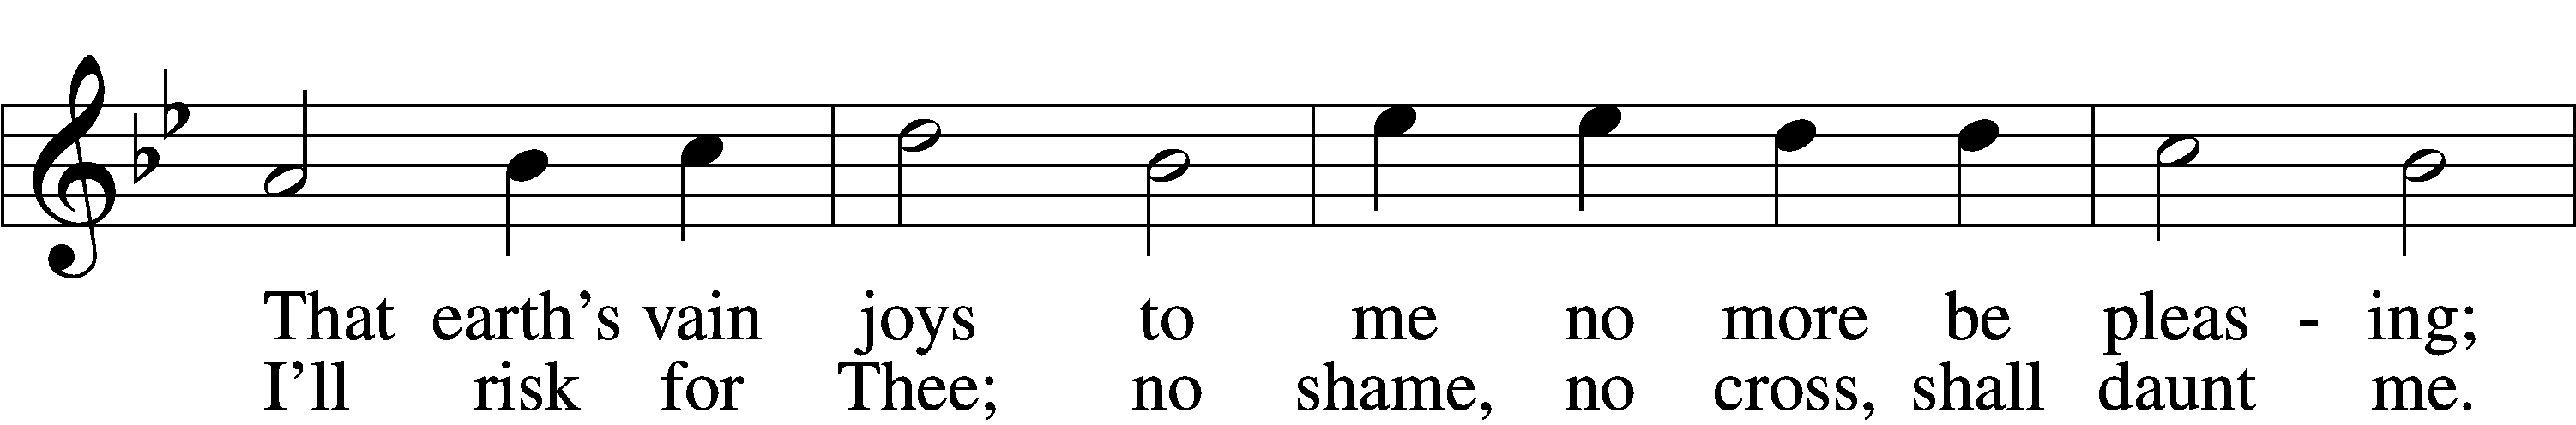 That earth’s vain joys to me no more be pleas - ing;
I’ll risk for Thee; no shame, no cross, shall daunt me.